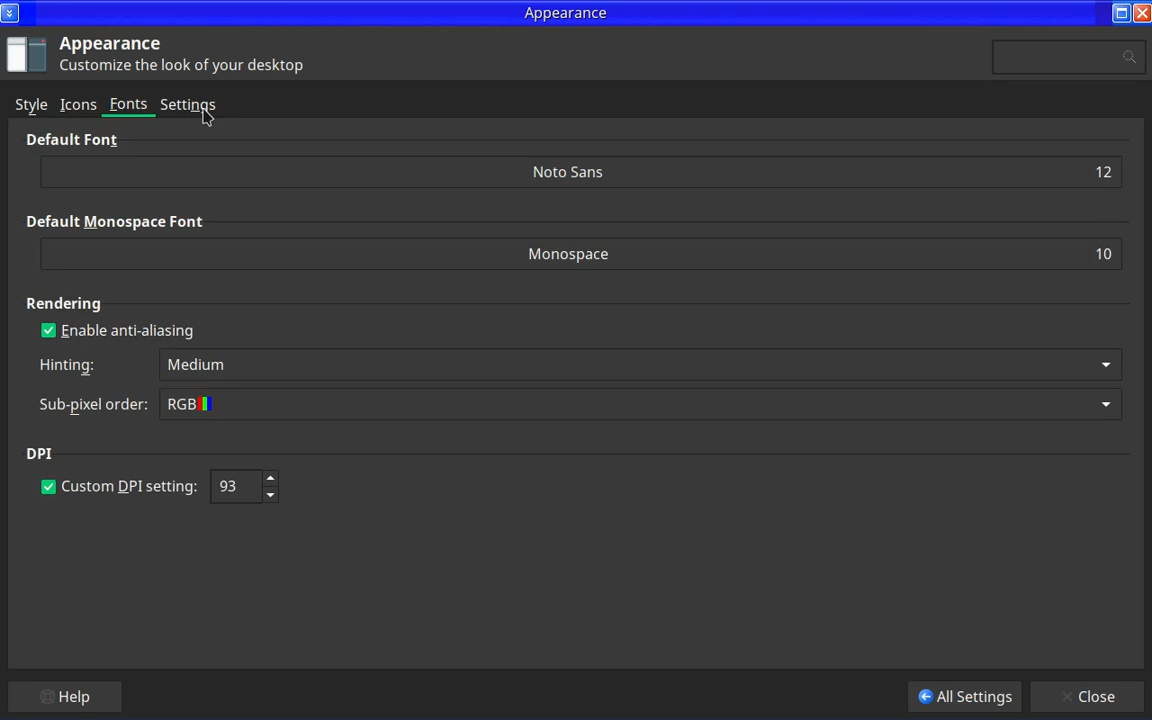 Appearance
Appearance
Customize the look of your desktop
Style Icons Fonts Settings
Default Font
Noto Sans 12
Default Monospace Font
Monospace 10
Rendering
Enable anti-aliasing
Hinting: Medium
Sub-pixel order: RGB
DPI
Custom DPI setting: 93
Help All Settings Close